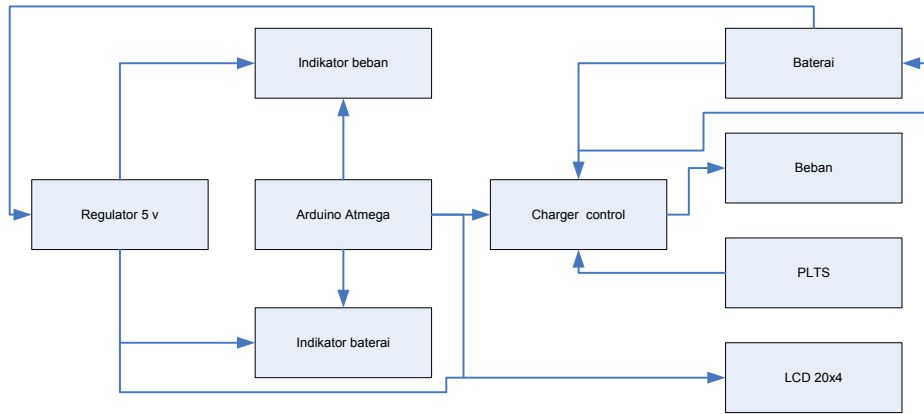 Indikator beban
Baterai
Beban
Regulator 5 v
Arduino Atmega
Charger  control
PLTS
Indikator baterai
LCD 20x4